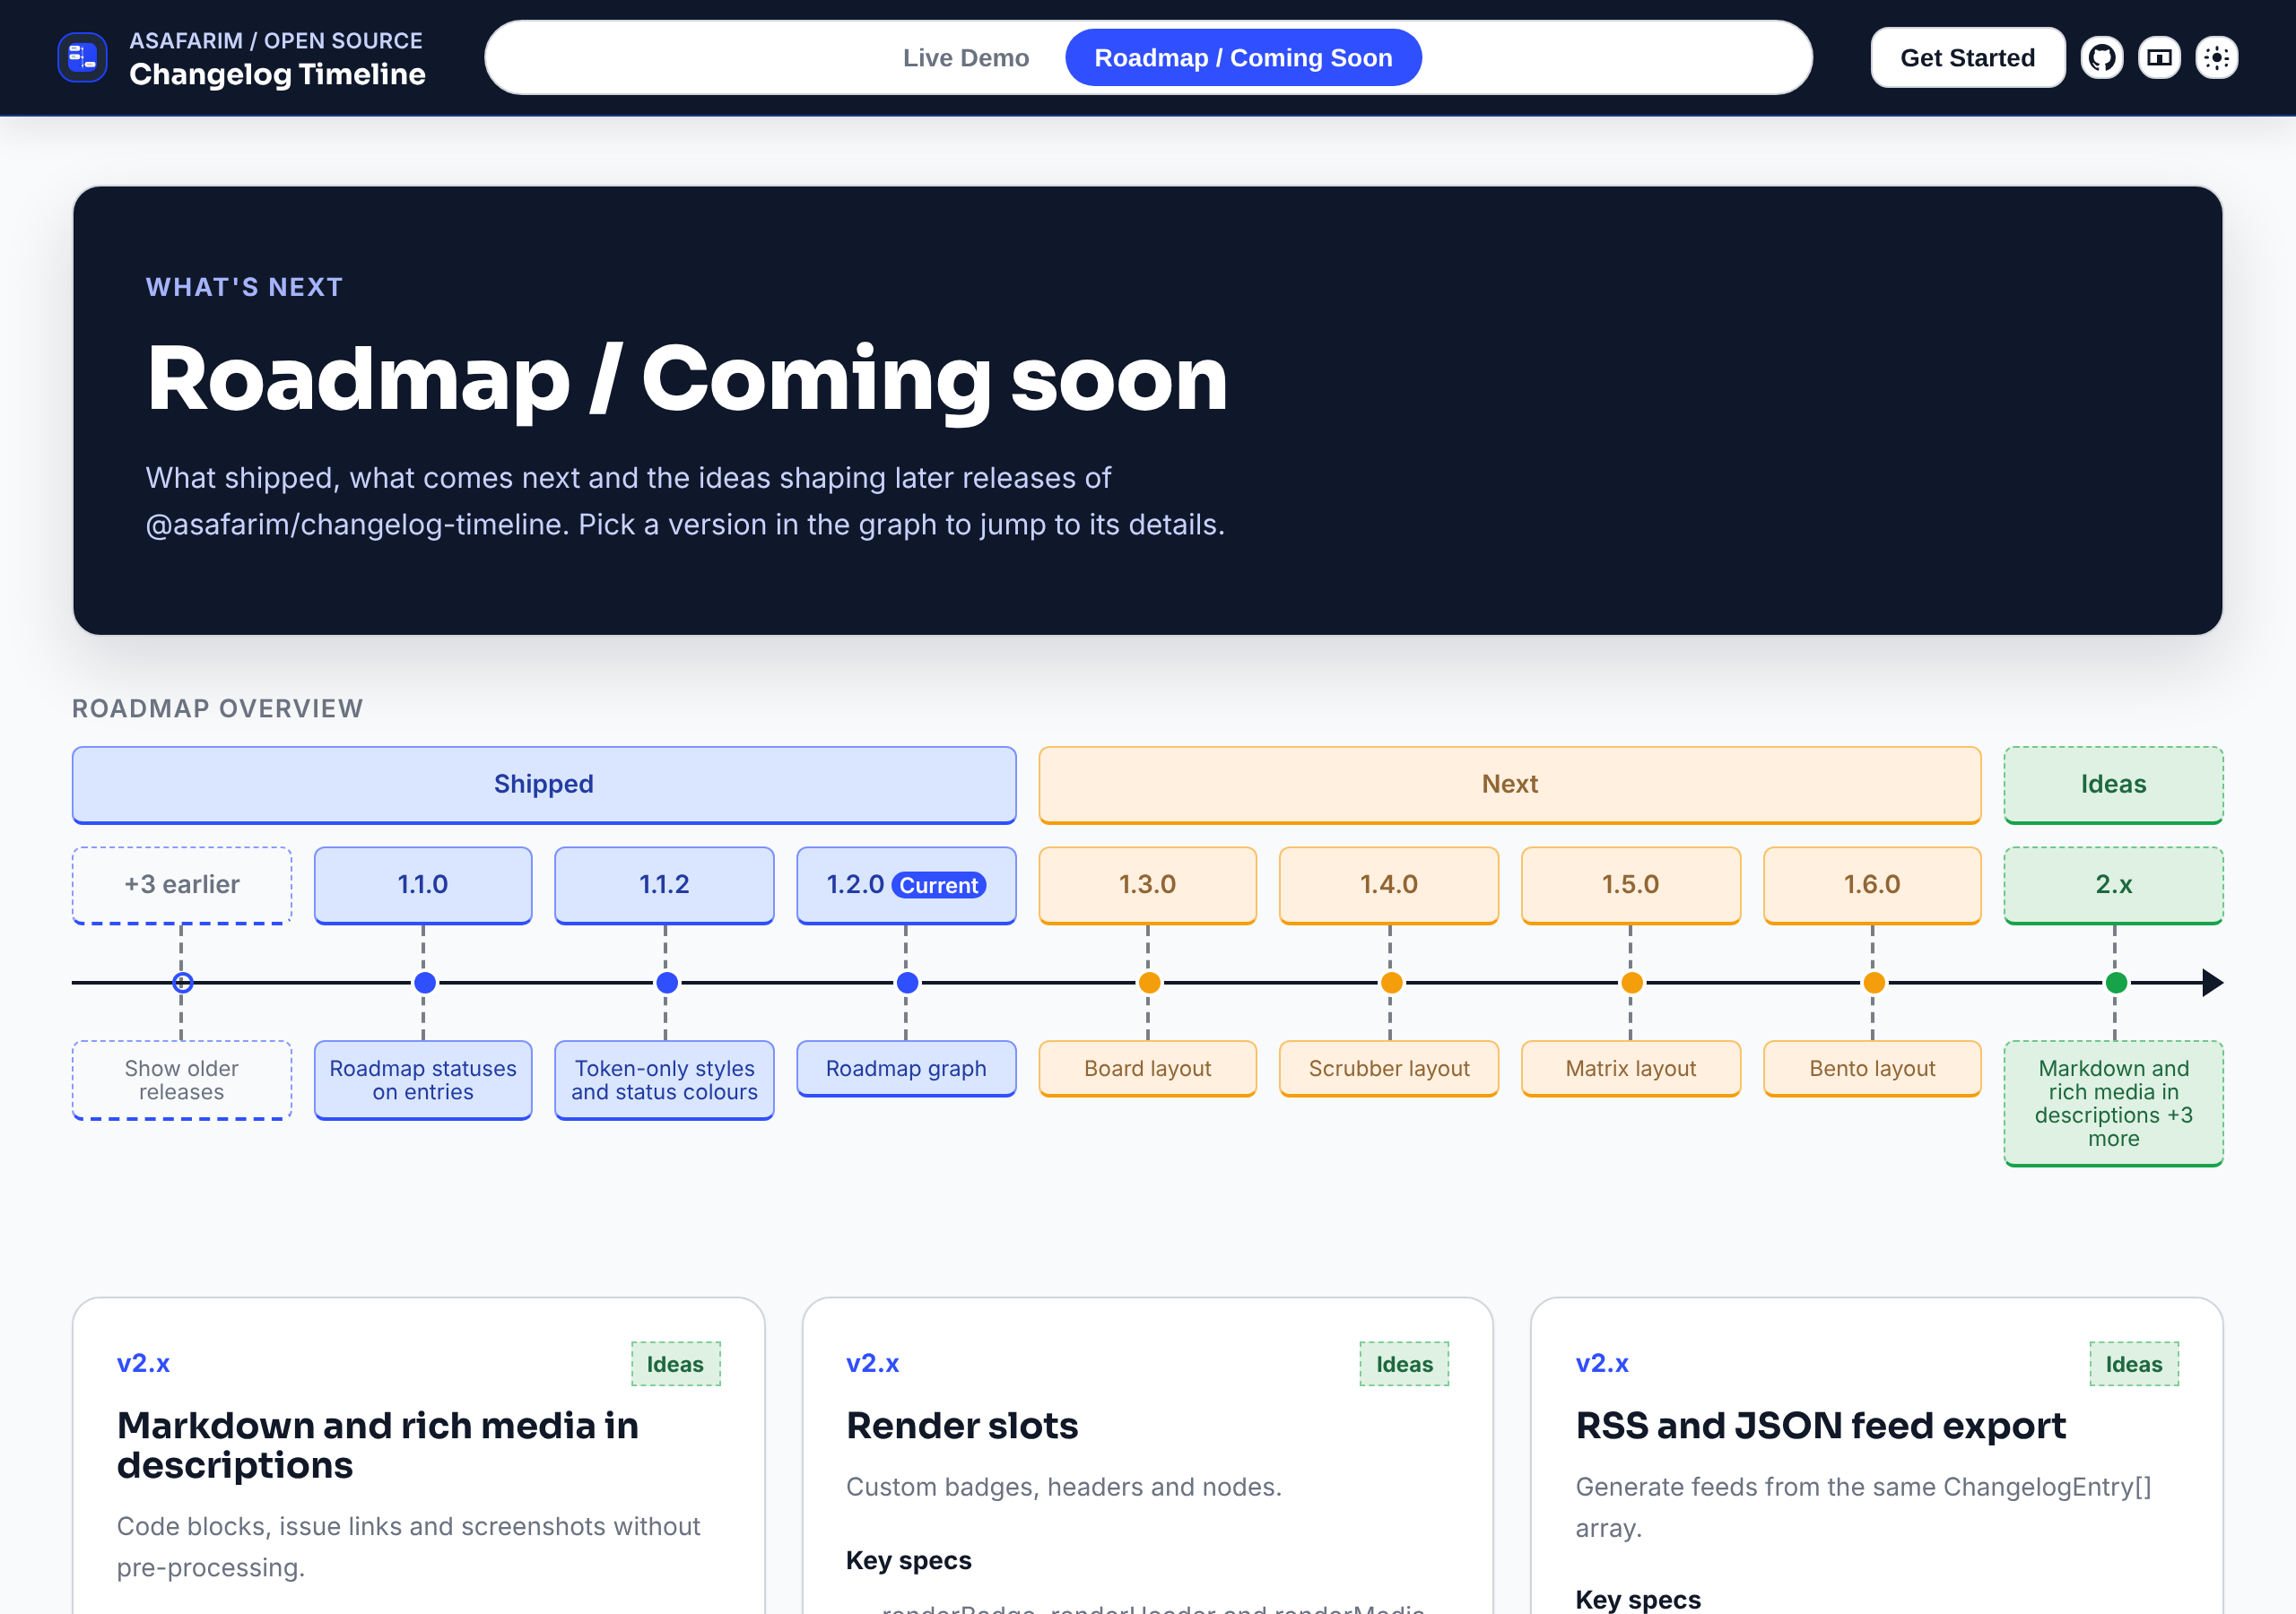 ASAFARIM / OPEN SOURCE
Changelog Timeline
Live Demo
Roadmap / Coming Soon
Get Started
WHAT'S NEXT
Roadmap / Coming soon
What shipped, what comes next and the ideas shaping later releases of
@asafarim/changelog-timeline. Pick a version in the graph to jump to its details.
ROADMAP OVERVIEW
Shipped
Next
Ideas
+3 earlier
1.1.0
1.1.2
1.2.0 Current
1.3.0
1.4.0
1.5.0
1.6.0
2.x
Show older
releases
Roadmap statuses
on entries
Token-only styles
and status colours
Roadmap graph
Board layout
Scrubber layout
Matrix layout
Bento layout
Markdown and
rich media in
descriptions +3
more
v2.x
Ideas
Markdown and rich media in
descriptions
Code blocks, issue links and screenshots without
pre-processing.
v2.x
Ideas
Render slots
Custom badges, headers and nodes.
Key specs
renderBadge, renderHeader and renderMedia
v2.x
Ideas
RSS and JSON feed export
Generate feeds from the same ChangelogEntry[]
array.
Key specs